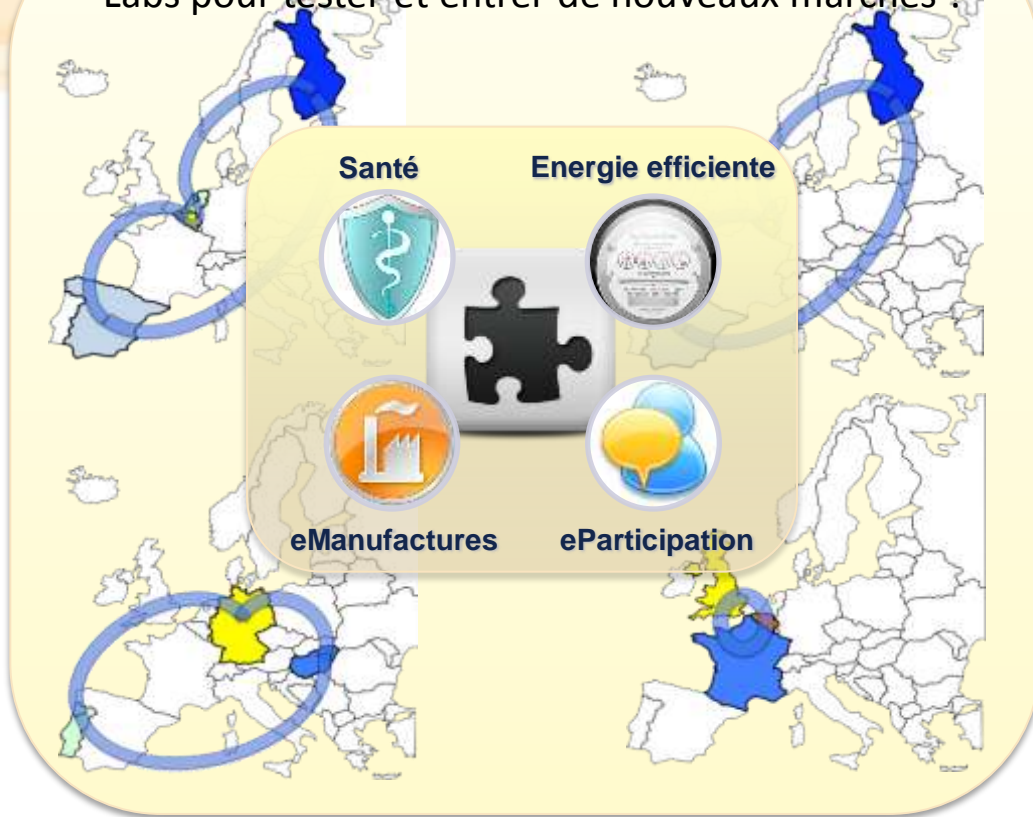 Labs pour tester et entrer de nouveaux marchés ?
Santé
Energie efficiente
eManufactures
eParticipation